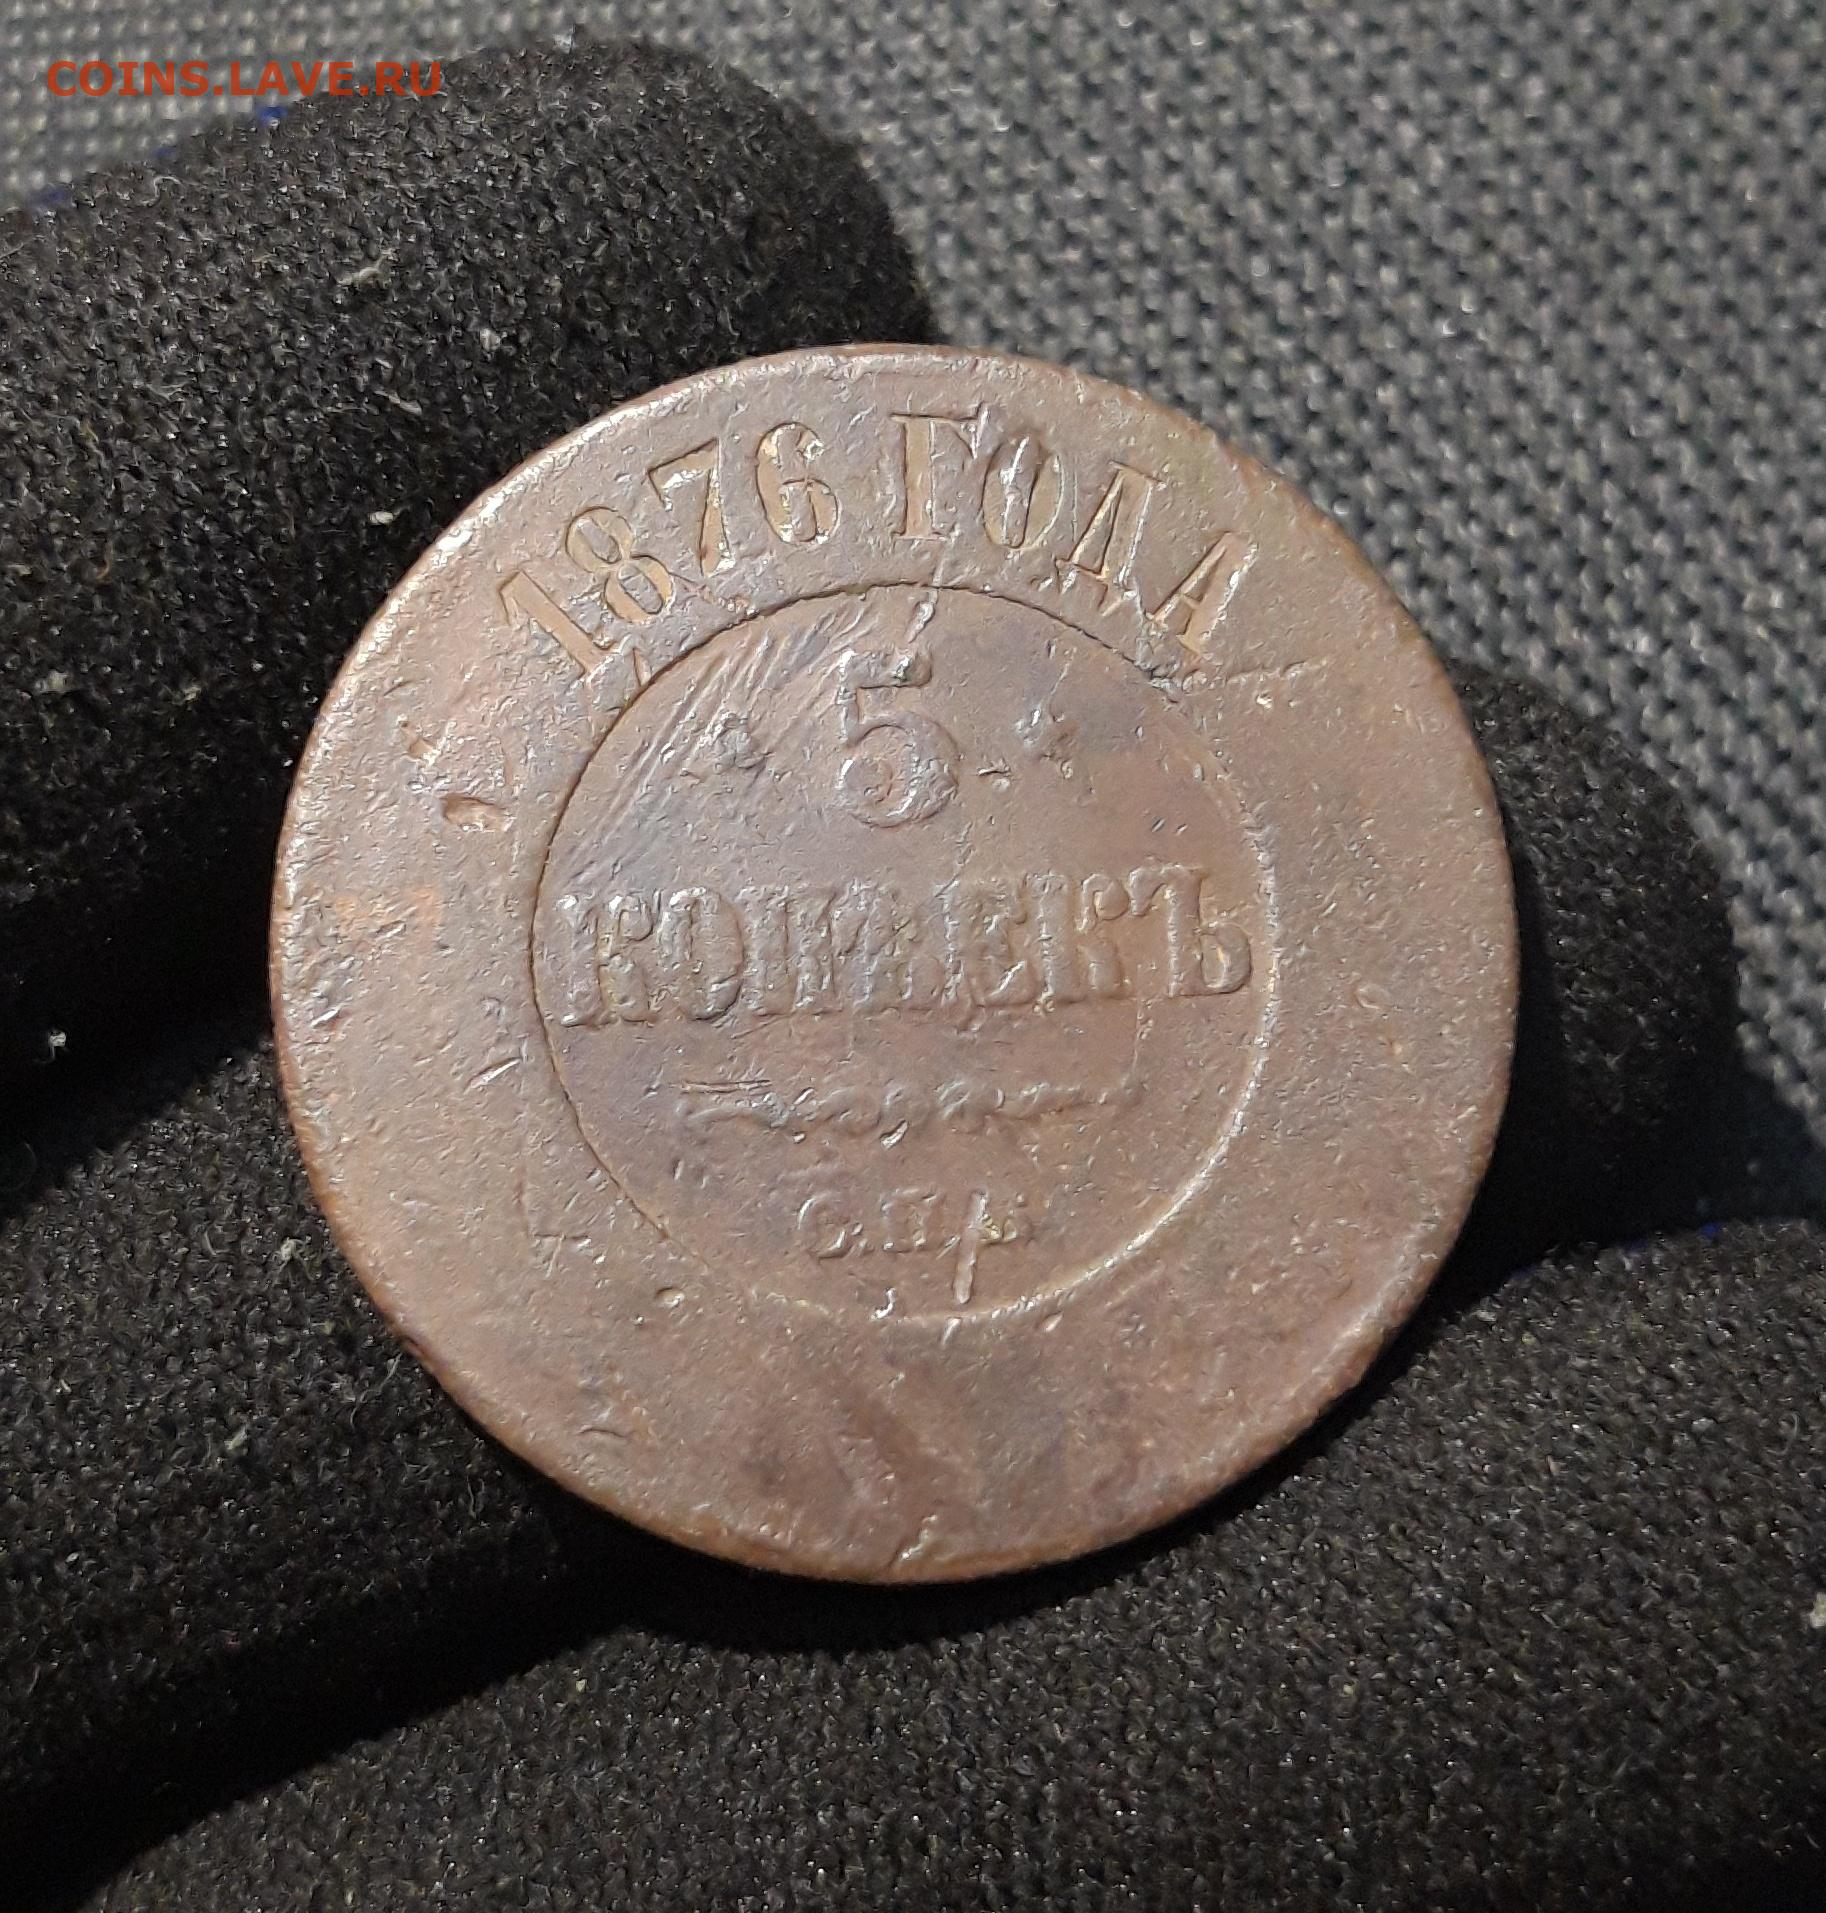 COINS.LAVE.RU
1876 ГОДА
5
КОПѢЕКЪ
С.П.Б.